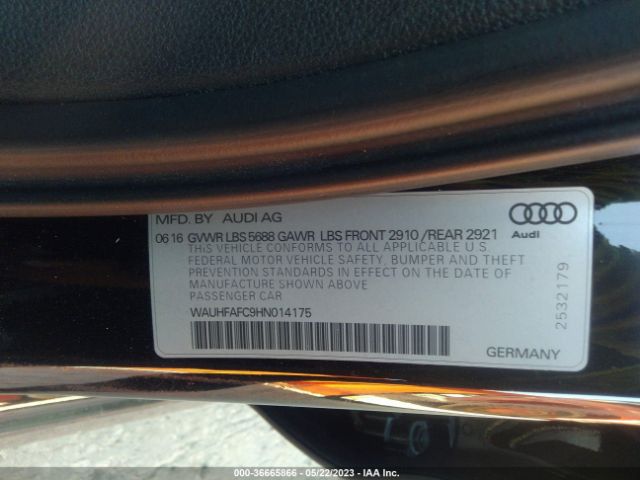 MFD. BY AUDI AG
06 16 GVWR LBS 5688 GAWR LBS FRONT 2910 /REAR 2921
THIS VEHICLE CONFORMS TO ALL APPLICABLE U.S.
FEDERAL MOTOR VEHICLE SAFETY, BUMPER AND THEFT
PREVENTION STANDARDS IN EFFECT ON THE DATE OF
MANUFACTURE SHOWN ABOVE
PASSENGER CAR
WAUHFAFC9HN014175
Audi
2532179
GERMANY
000-36665866 - 05/22/2023 - IAA Inc.